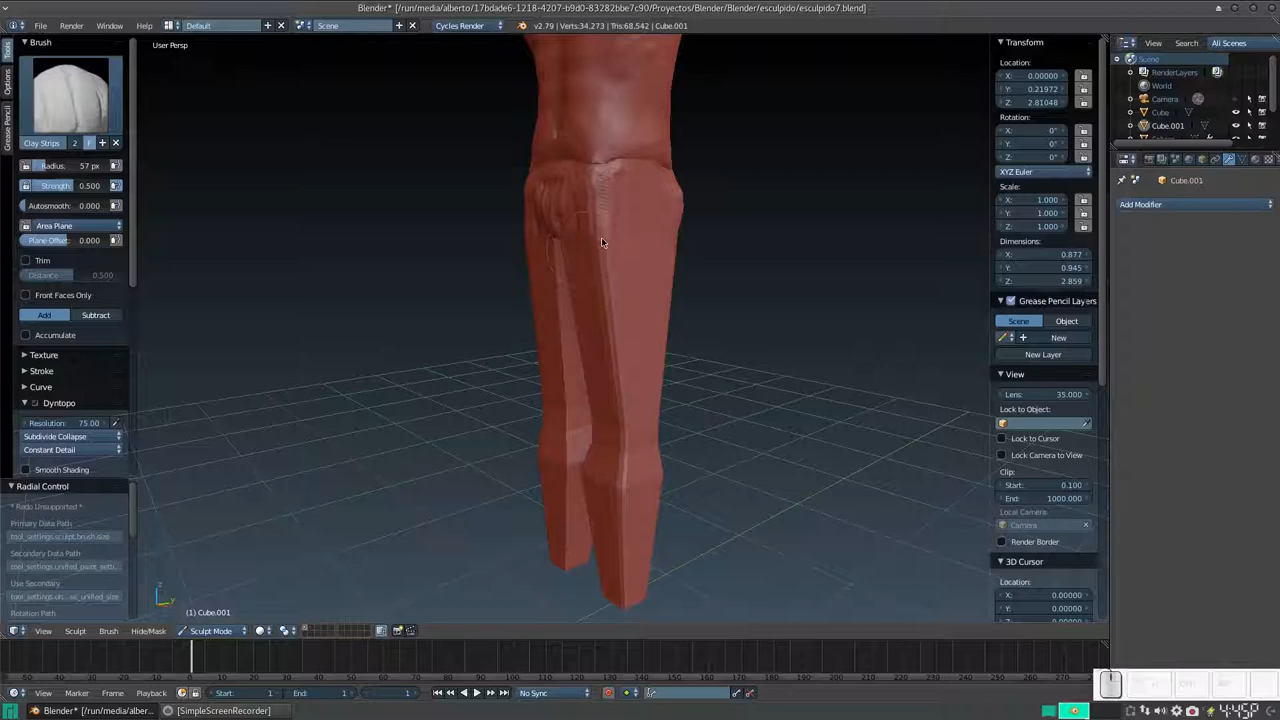 Blender* [/run/media/alberto/17bdade6-1218-4207-b9d0-83282bbe7c90/Proyectos/Blender/Blender/esculpido/esculpido7.blend]
File Render Window Help Default Scene Cycles Render v2.79 | Verts:34.273 | Tris:68.542 | Cube.001
Brush
User Persp
Tools
Options
Grease Pencil
Clay Strips 2 F
Radius: 57 px
Strength: 0.500
Autosmooth: 0.000
Area Plane
Plane Offset: 0.000
Trim
Distance: 0.500
Front Faces Only
Add Subtract
Accumulate
Texture
Stroke
Curve
Dyntopo
Resolution: 75.00
Subdivide Collapse
Constant Detail
Smooth Shading
Radial Control
* Redo Unsupported *
Primary Data Path
tool_settings.sculpt.brush.size
Secondary Data Path
Use Secondary
Rotation Path
(1) Cube.001
Transform
Location:
X: 0.00000
Y: 0.21972
Z: 2.81048
Rotation:
X: 0°
Y: 0°
Z: 0°
XYZ Euler
Scale:
X: 1.000
Y: 1.000
Z: 1.000
Dimensions:
X: 0.877
Y: 0.945
Z: 2.859
Grease Pencil Layers
Scene Object
New
New Layer
View
Lens: 35.000
Lock to Object:
Lock to Cursor
Lock Camera to View
Clip:
Start: 0.100
End: 1000.000
Local Camera:
Camera
Render Border
3D Cursor
Location:
X: 0.00000
Y: 0.00000
View Search All Scenes
Scene
RenderLayers
World
Camera
Cube
Cube.001
Cube.001
Add Modifier
View Sculpt Brush Hide/Mask Sculpt Mode
View Marker Frame Playback Start: 1 End: 1 1 No Sync
Blender* [/run/media/alber... [SimpleScreenRecorder]